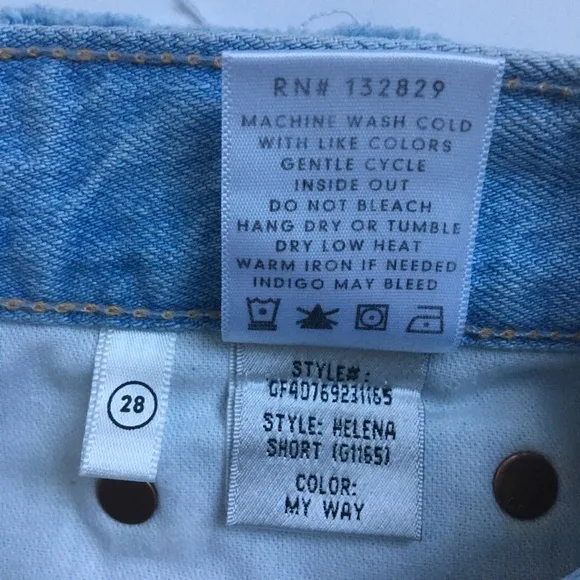 RN# 132829
MACHINE WASH COLD
WITH LIKE COLORS
GENTLE CYCLE
INSIDE OUT
DO NOT BLEACH
HANG DRY OR TUMBLE
DRY LOW HEAT
WARM IRON IF NEEDED
INDIGO MAY BLEED
28
STYLE#:
GF40769231165
STYLE: HELENA
SHORT (G1165)
COLOR:
MY WAY